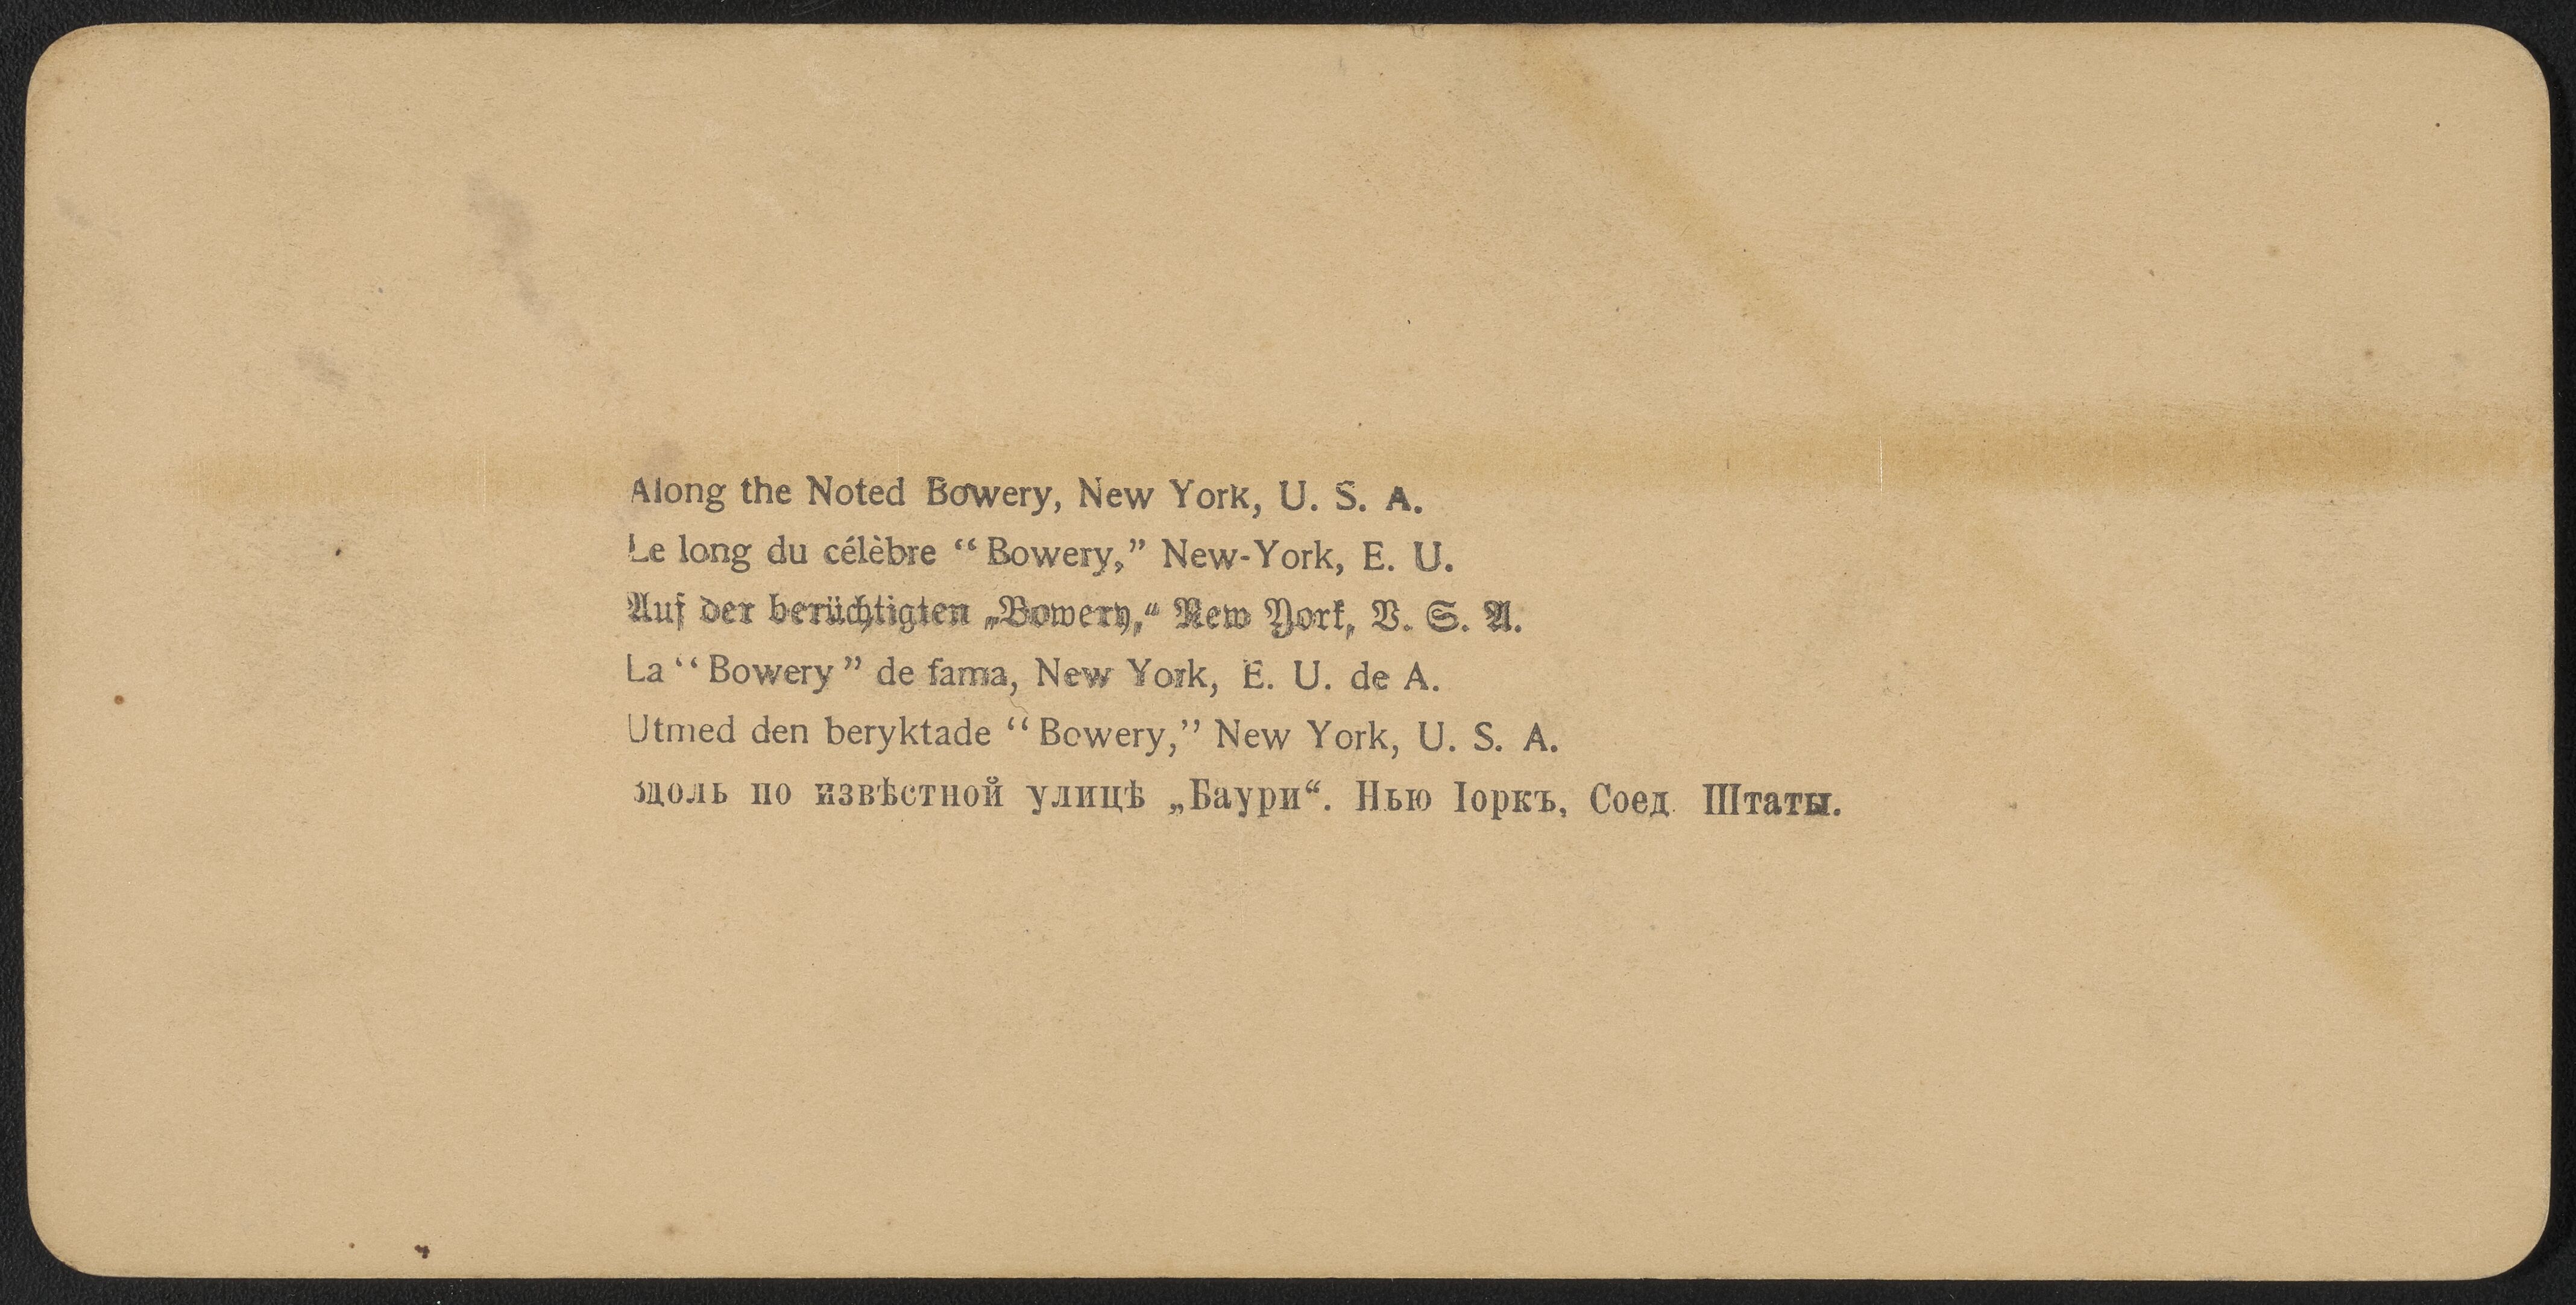 Along the Noted Bowery, New York, U. S. A.
Le long du célèbre “Bowery,” New-York, E. U.
Auf der berüchtigten „Bowery,“ New York, V. S. A.
La “Bowery” de fama, New York, E. U. de A.
Utmed den beryktade “Bowery,” New York, U. S. A.
Вдоль по извѣстной улицѣ „Баури“. Нью Іоркъ, Соед. Штаты.